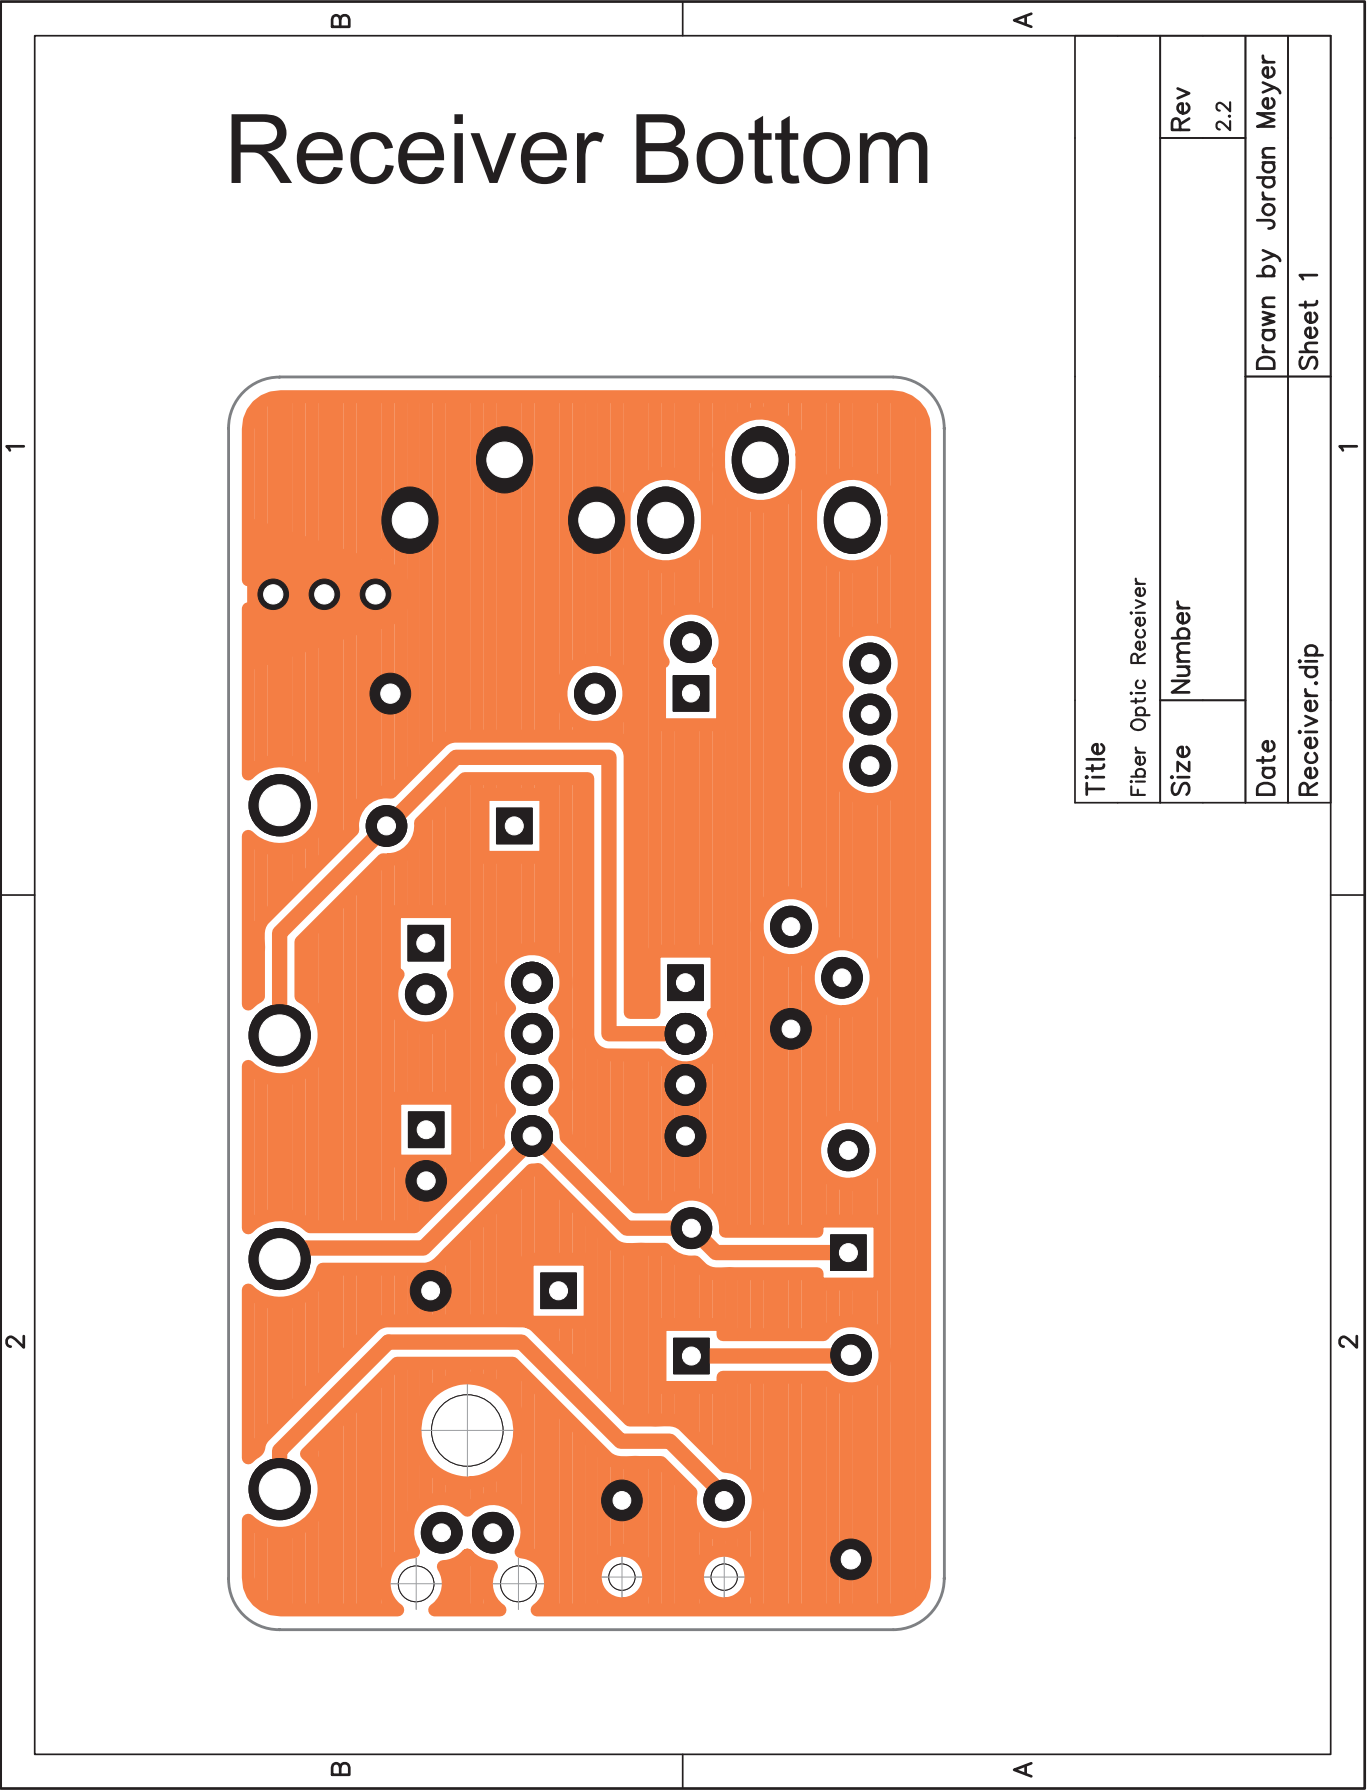 B
A
1
1
2
2
B
A
Receiver Bottom
Title
Fiber Optic Receiver
Size
Number
Rev
2.2
Date
Drawn by Jordan Meyer
Receiver.dip
Sheet 1